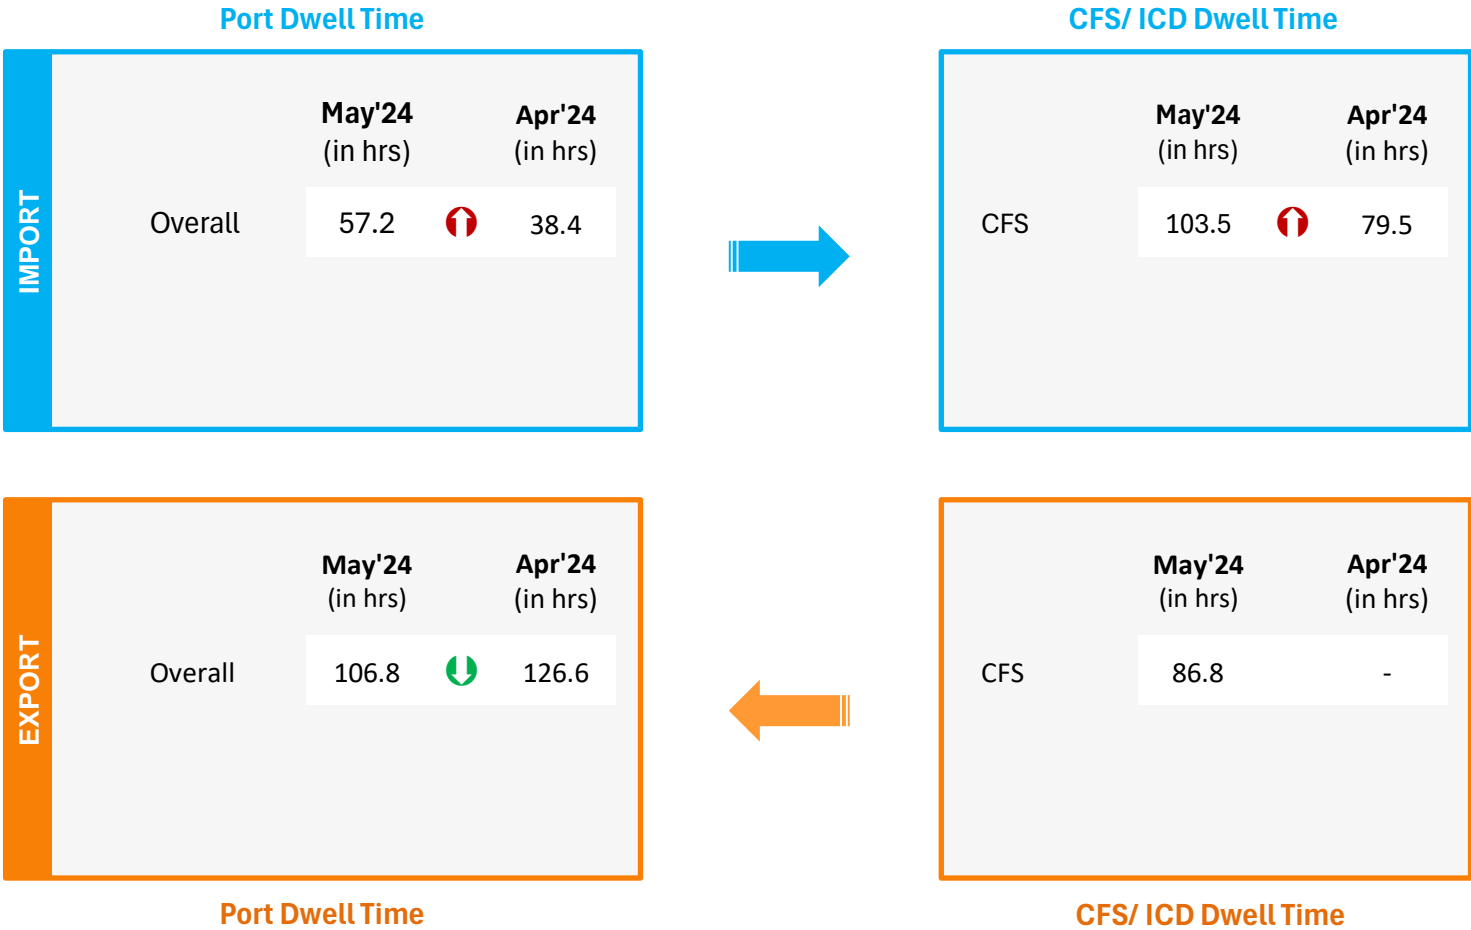 Port Dwell Time
CFS/ ICD Dwell Time
IMPORT
May'24 Apr'24
(in hrs) (in hrs)
Overall 57.2 38.4
May'24 Apr'24
(in hrs) (in hrs)
CFS 103.5 79.5
EXPORT
May'24 Apr'24
(in hrs) (in hrs)
Overall 106.8 126.6
May'24 Apr'24
(in hrs) (in hrs)
CFS 86.8 -
Port Dwell Time
CFS/ ICD Dwell Time